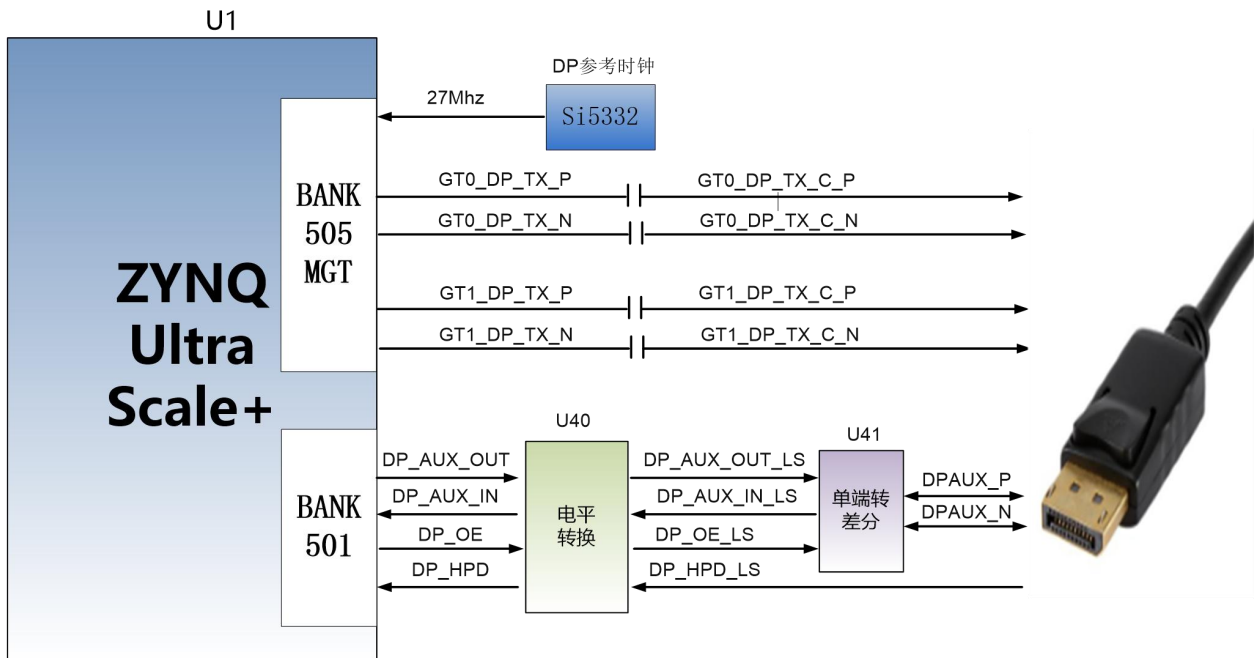 U1
DP参考时钟
27Mhz
Si5332
GT0_DP_TX_P
GT0_DP_TX_C_P
BANK
505
MGT
GT0_DP_TX_N
GT0_DP_TX_C_N
GT1_DP_TX_P
GT1_DP_TX_C_P
GT1_DP_TX_N
GT1_DP_TX_C_N
ZYNQ
Ultra
Scale+
U40
U41
BANK
501
DP_AUX_OUT
DP_AUX_IN
DP_OE
DP_HPD
电平
转换
DP_AUX_OUT_LS
DP_AUX_IN_LS
DP_OE_LS
DP_HPD_LS
单端转
差分
DPAUX_P
DPAUX_N